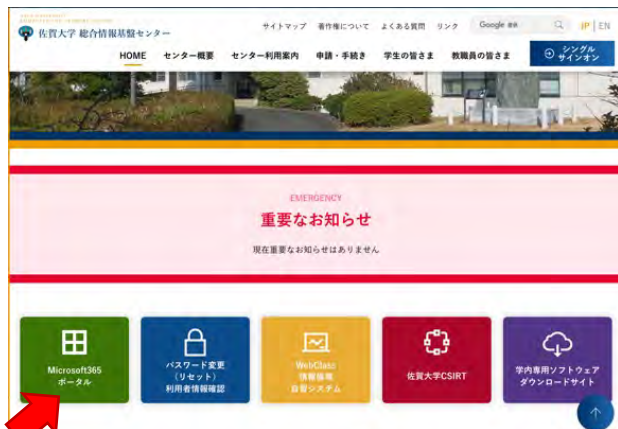 サイトマップ 著作権について よくある質問 リンク Google 検索 JP | EN
佐賀大学 総合情報基盤センター
HOME センター概要 センター利用案内 申請・手続き 学生の皆さま 教職員の皆さま シングル
サインオン
EMERGENCY
重要なお知らせ
現在重要なお知らせはありません
Microsoft365
ポータル
パスワード変更
(リセット)
利用者情報確認
WebClass
情報倫理
自習システム
佐賀大学CSIRT
学内専用ソフトウェア
ダウンロードサイト